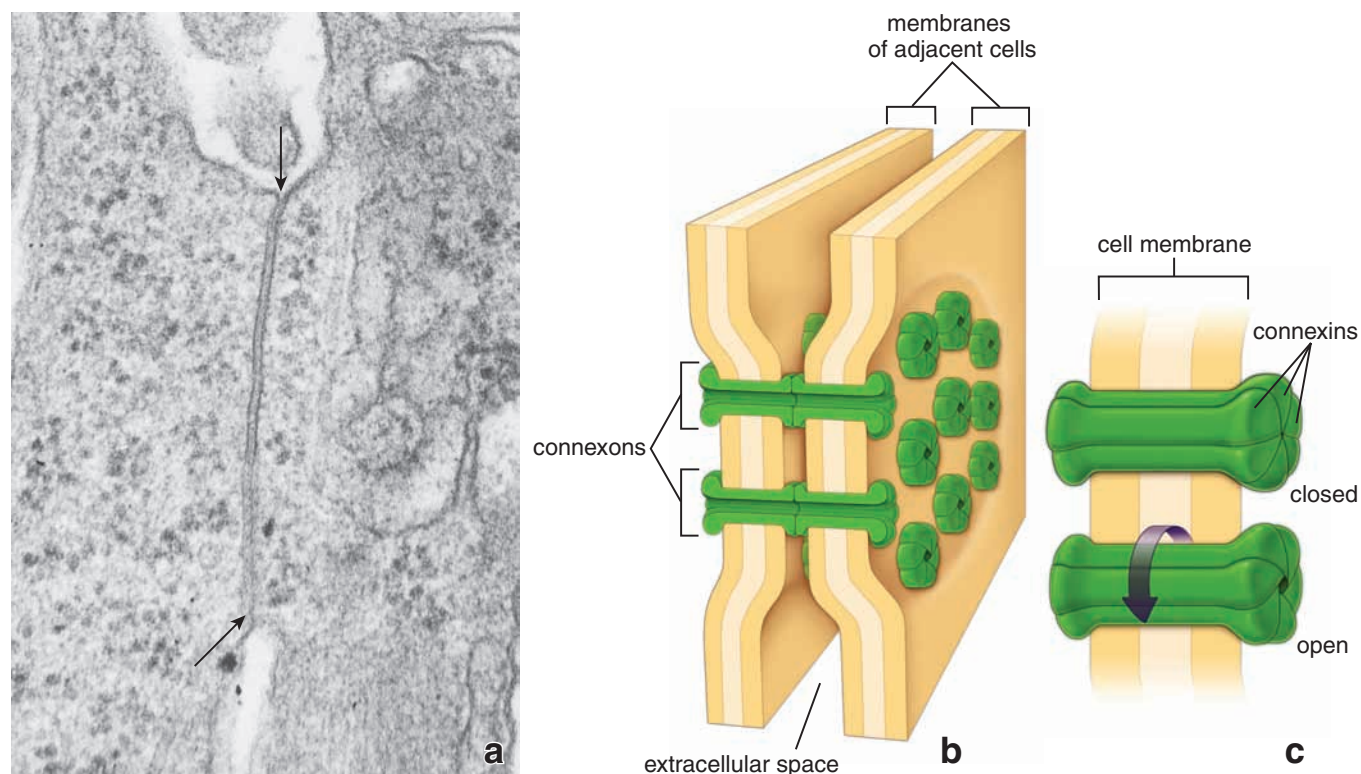 membranes
of adjacent cells
cell membrane
connexins
connexons
closed
open
extracellular space
a
b
c